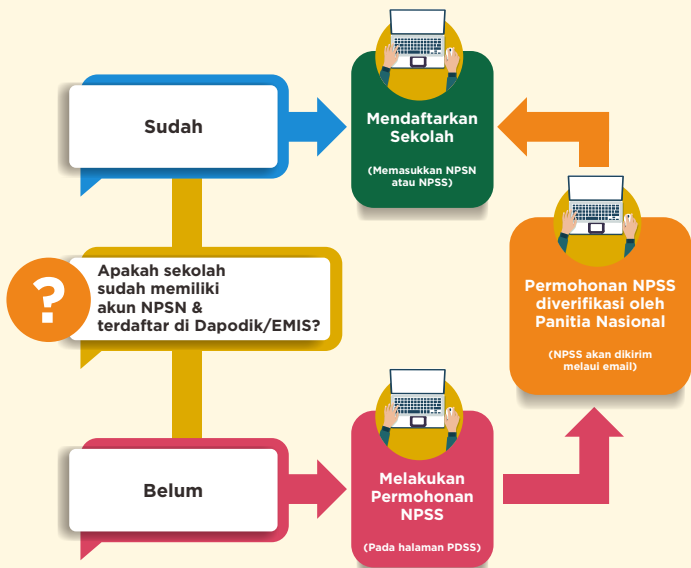 Sudah
Mendaftarkan
Sekolah
(Memasukkan NPSN
atau NPSS)
?
Apakah sekolah
sudah memiliki
akun NPSN &
terdaftar di Dapodik/EMIS?
Permohonan NPSS
diverifikasi oleh
Panitia Nasional
(NPSS akan dikirim
melaui email)
Belum
Melakukan
Permohonan
NPSS
(Pada halaman PDSS)